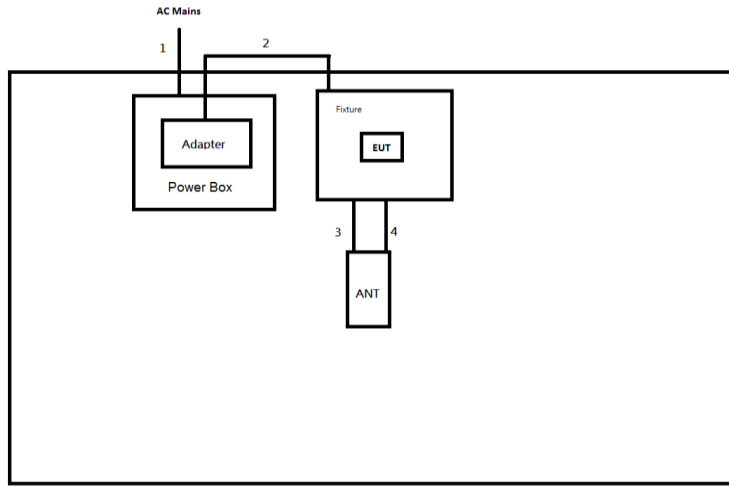 AC Mains
1
2
Fixture
Adapter
EUT
Power Box
3
4
ANT